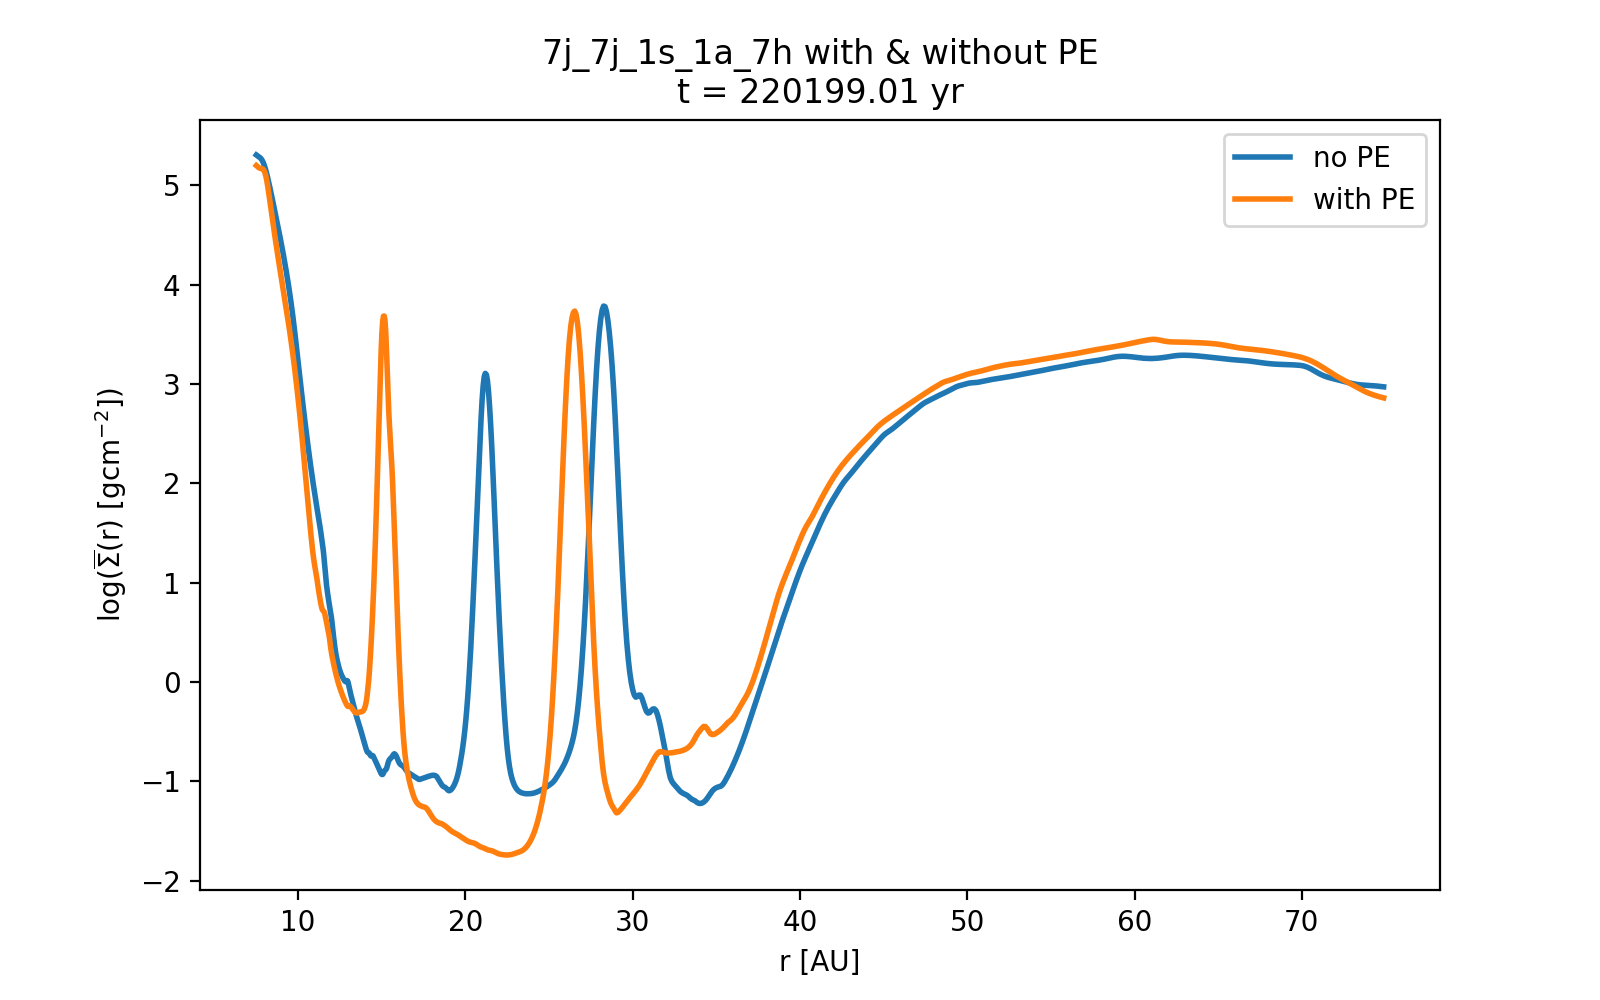 7j_7j_1s_1a_7h with & without PE
t = 220199.01 yr
no PE
with PE
5
4
3
2
1
0
−1
−2
log(Σ̅(r) [gcm⁻²])
10 20 30 40 50 60 70
r [AU]